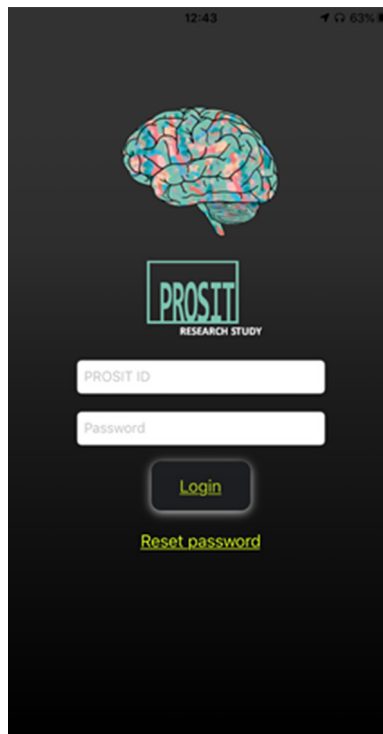 12:43
63%
PROSIT
RESEARCH STUDY
PROSIT ID
Password
Login
Reset password